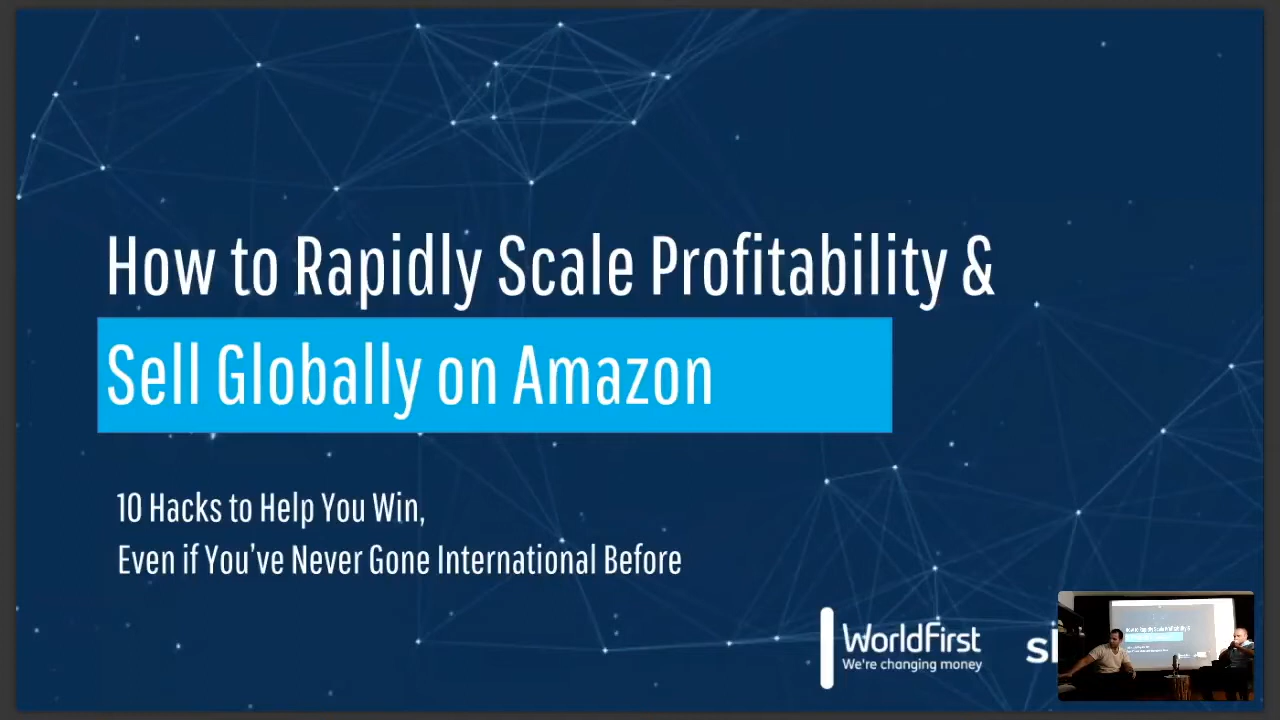 How to Rapidly Scale Profitability &
Sell Globally on Amazon
10 Hacks to Help You Win,
Even if You've Never Gone International Before
WorldFirst
We're changing money